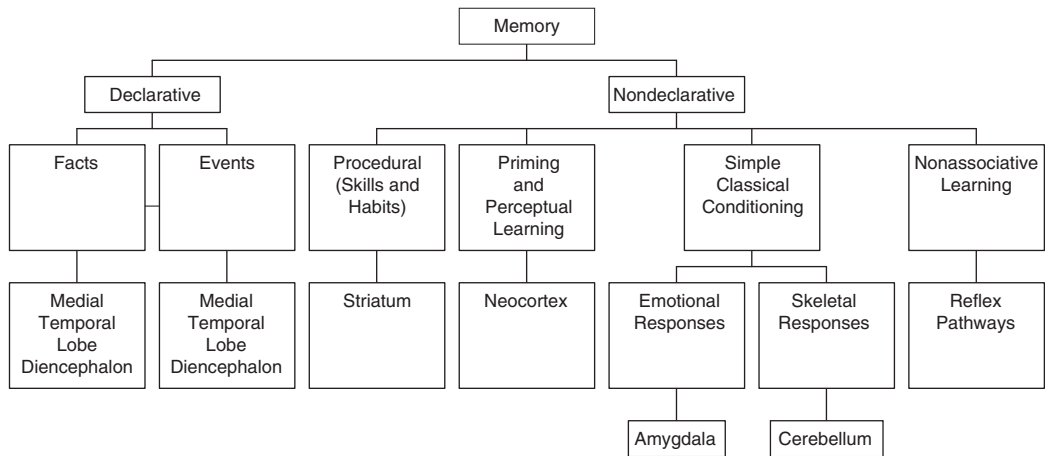 Memory
Declarative
Nondeclarative
Facts
Events
Procedural
(Skills and
Habits)
Priming
and
Perceptual
Learning
Simple
Classical
Conditioning
Nonassociative
Learning
Medial
Temporal
Lobe
Diencephalon
Medial
Temporal
Lobe
Diencephalon
Striatum
Neocortex
Emotional
Responses
Skeletal
Responses
Reflex
Pathways
Amygdala
Cerebellum